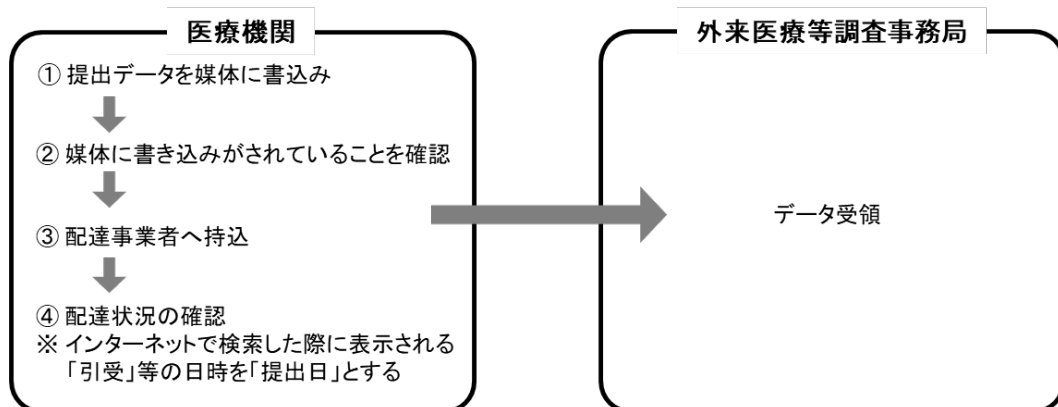 医療機関
① 提出データを媒体に書込み
② 媒体に書き込みがされていることを確認
③ 配達事業者へ持込
④ 配達状況の確認
※ インターネットで検索した際に表示される
「引受」等の日時を「提出日」とする
外来医療等調査事務局
データ受領